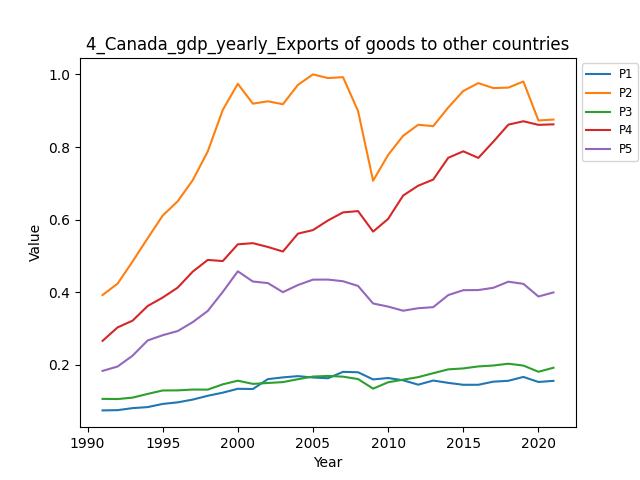 4_Canada_gdp_yearly_Exports of goods to other countries
1.0
0.8
0.6
0.4
0.2
Value
1990 1995 2000 2005 2010 2015 2020
Year
P1
P2
P3
P4
P5